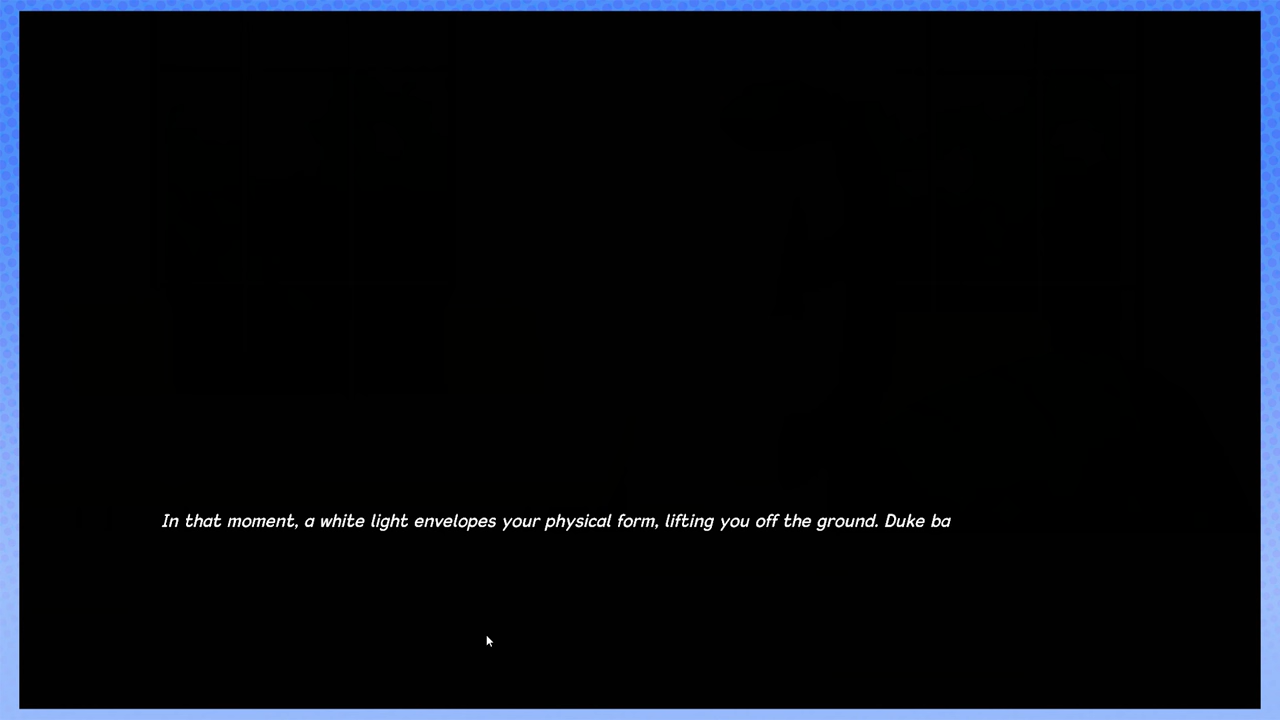 In that moment, a white light envelopes your physical form, lifting you off the ground. Duke ba